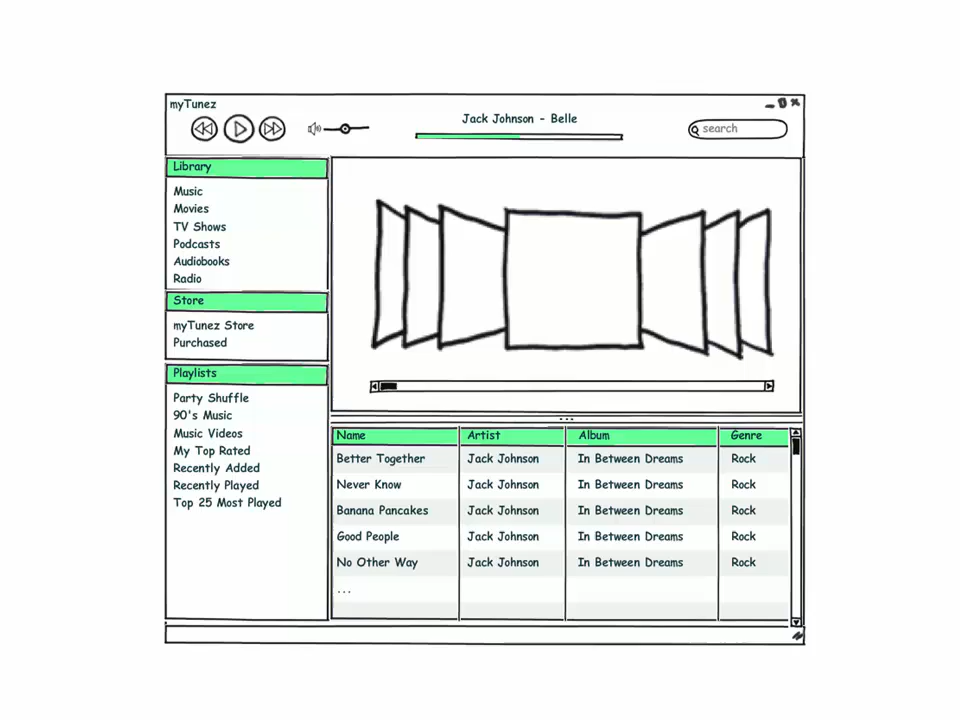 myTunez
Jack Johnson - Belle
search
Library
Music
Movies
TV Shows
Podcasts
Audiobooks
Radio
Store
myTunez Store
Purchased
Playlists
Party Shuffle
90's Music
Music Videos
My Top Rated
Recently Added
Recently Played
Top 25 Most Played
...
Name Artist Album Genre
Better Together Jack Johnson In Between Dreams Rock
Never Know Jack Johnson In Between Dreams Rock
Banana Pancakes Jack Johnson In Between Dreams Rock
Good People Jack Johnson In Between Dreams Rock
No Other Way Jack Johnson In Between Dreams Rock
...